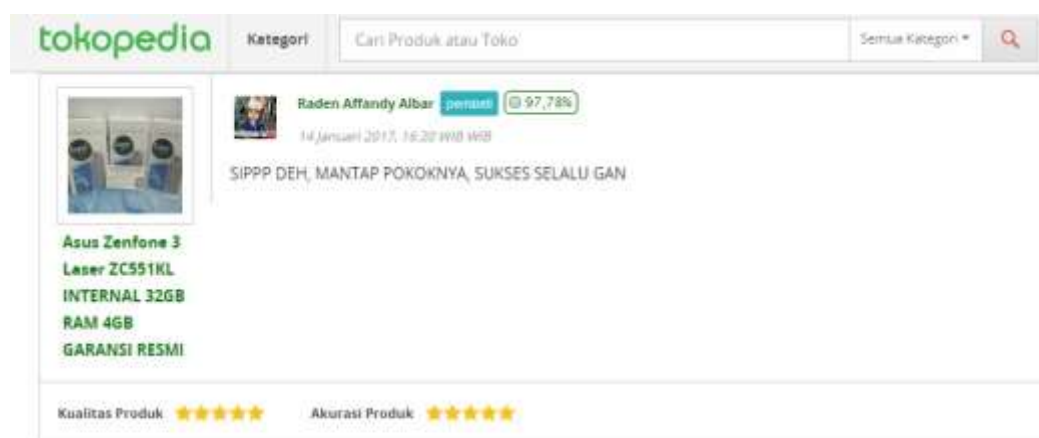 tokopedia
Kategori
Cari Produk atau Toko
Semua Kategori
Raden Affandy Albar pembeli 97,78%
14 Januari 2017, 16:20 WIB WIB
SIPPP DEH, MANTAP POKOKNYA, SUKSES SELALU GAN
Asus Zenfone 3
Laser ZC551KL
INTERNAL 32GB
RAM 4GB
GARANSI RESMI
Kualitas Produk
Akurasi Produk